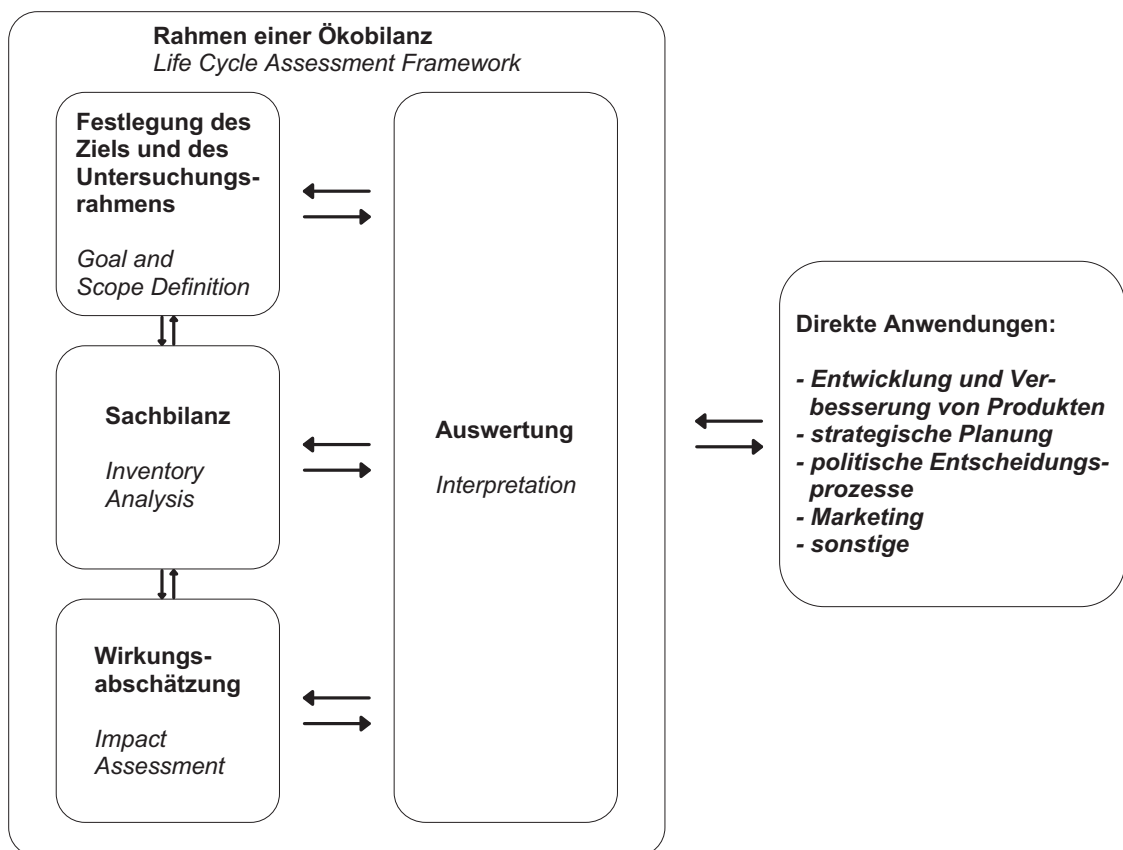 Rahmen einer Ökobilanz
Life Cycle Assessment Framework
Festlegung des
Ziels und des
Untersuchungs-
rahmens
Goal and
Scope Definition
Sachbilanz
Inventory
Analysis
Wirkungs-
abschätzung
Impact
Assessment
Auswertung
Interpretation
Direkte Anwendungen:
- Entwicklung und Ver-
besserung von Produkten
- strategische Planung
- politische Entscheidungs-
prozesse
- Marketing
- sonstige